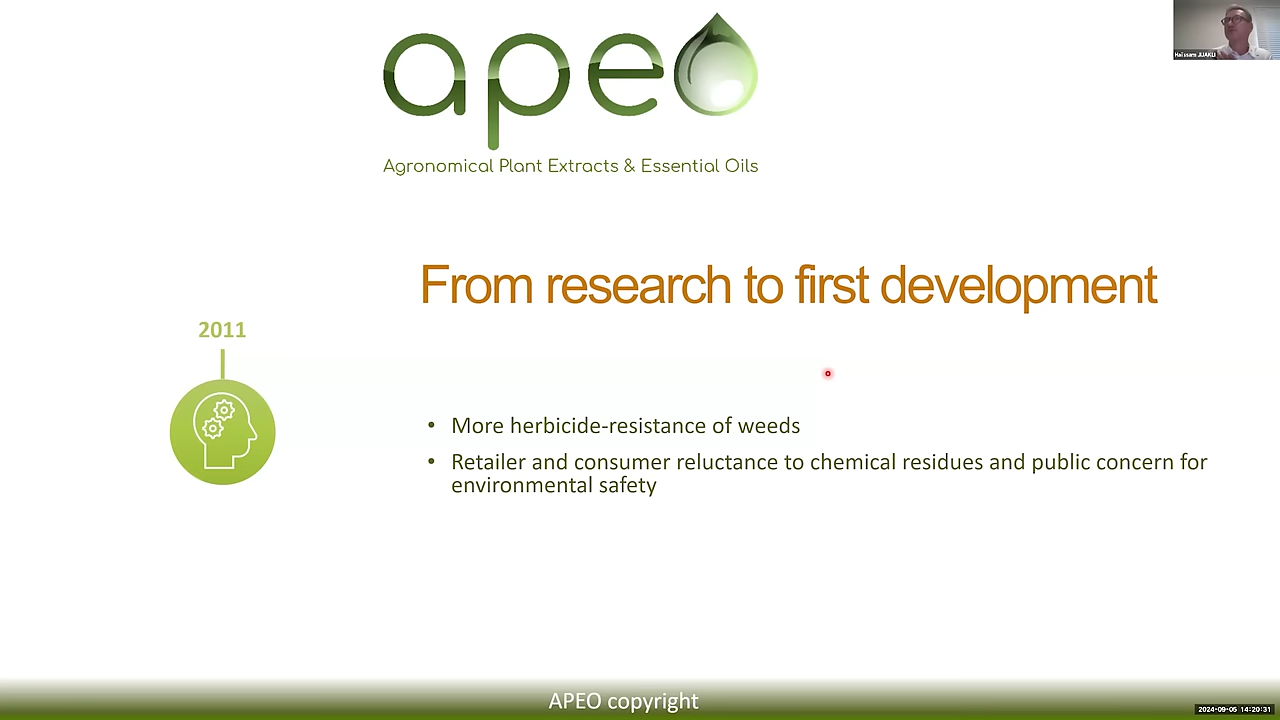 apeo
Agronomical Plant Extracts & Essential Oils
Haissam JIJAKLI
From research to first development
2011
• More herbicide-resistance of weeds
• Retailer and consumer reluctance to chemical residues and public concern for
environmental safety
APEO copyright
2024-09-05 14:20:31